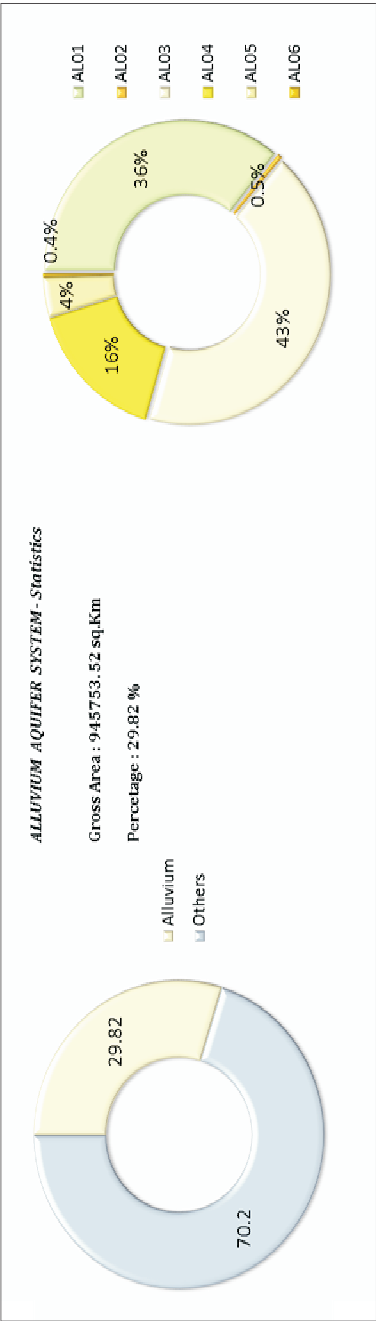 ALLUVIUM AQUIFER SYSTEM - Statistics
Gross Area : 945753.52 sq.Km
Percetage : 29.82 %
29.82
70.2
Alluvium
Others
0.4%
36%
0.5%
43%
16%
4%
AL01
AL02
AL03
AL04
AL05
AL06